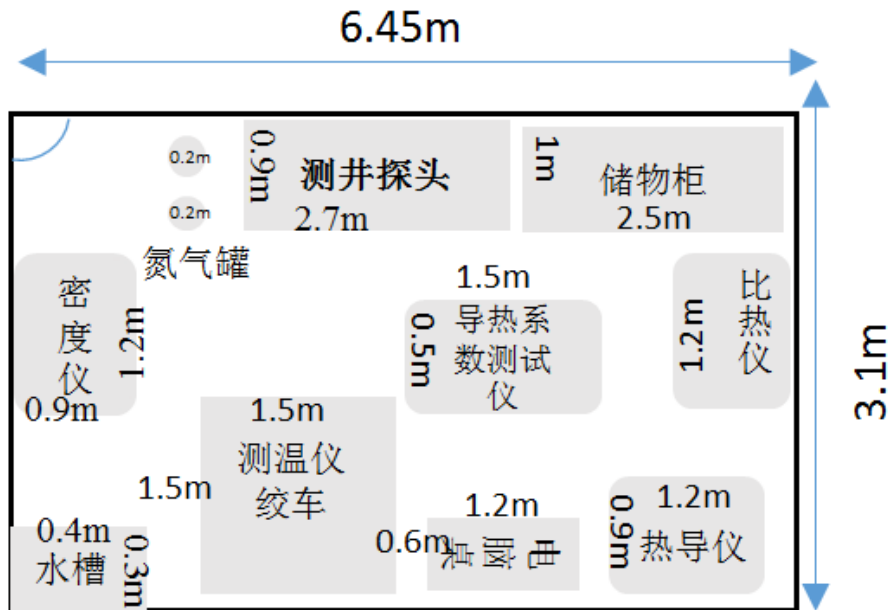 6.45m
0.2m
0.9m
测井探头
2.7m
1m
储物柜
2.5m
0.2m
氮气罐
3.1m
密度仪
1.2m
0.9m
1.5m
0.5m
导热系
数测试
仪
1.2m
比热仪
1.5m
测温仪
绞车
1.5m
0.4m
水槽
0.3m
1.2m
0.6m
电脑桌
1.2m
0.9m
热导仪